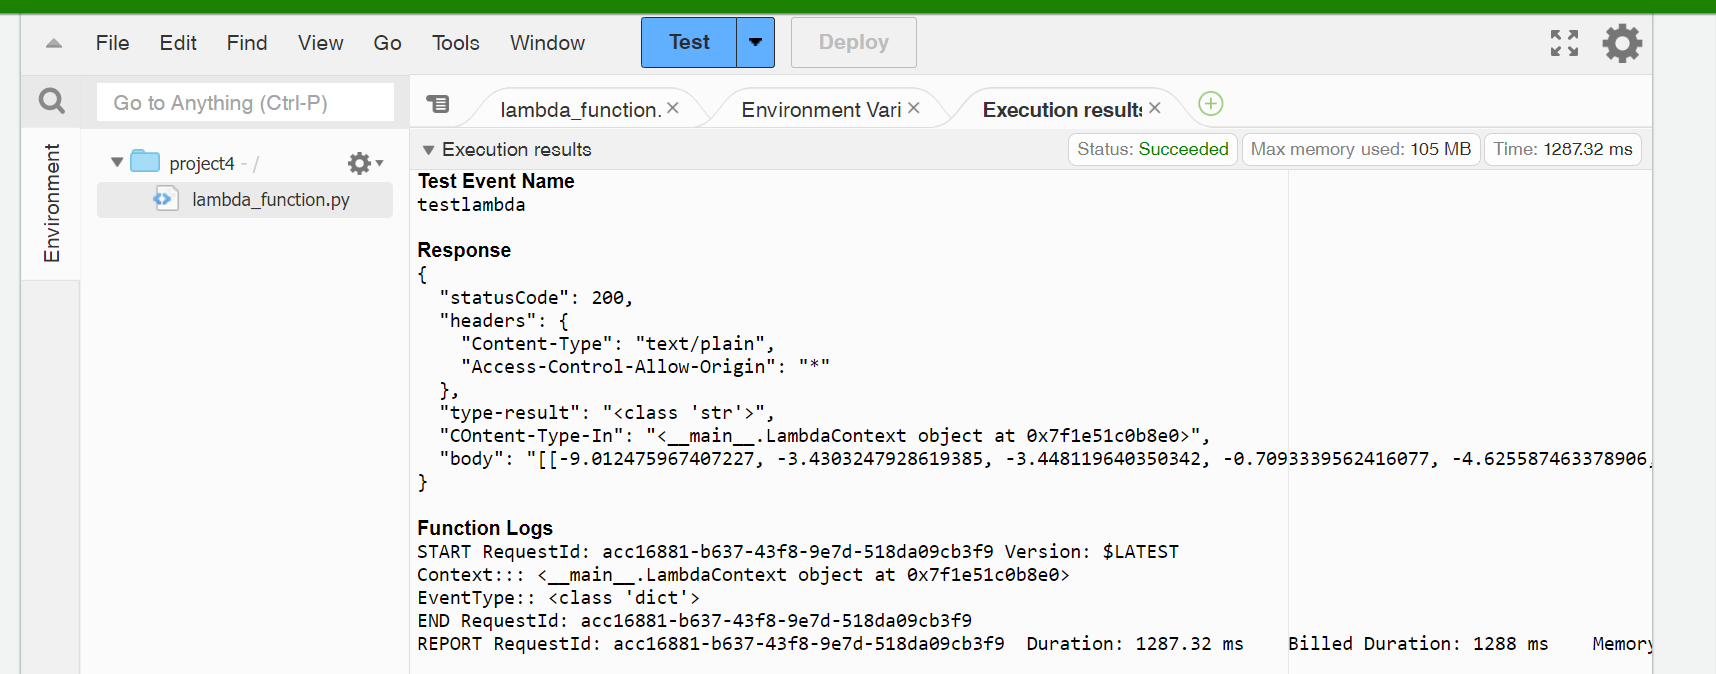 File Edit Find View Go Tools Window Test Deploy
Go to Anything (Ctrl-P)
lambda_function. × Environment Vari × Execution results ×
Environment
project4 - /
lambda_function.py
Execution results
Status: Succeeded Max memory used: 105 MB Time: 1287.32 ms
Test Event Name
testlambda
Response
{
"statusCode": 200,
"headers": {
"Content-Type": "text/plain",
"Access-Control-Allow-Origin": "*"
},
"type-result": "<class 'str'>",
"COntent-Type-In": "<__main__.LambdaContext object at 0x7f1e51c0b8e0>",
"body": "[[-9.012475967407227, -3.4303247928619385, -3.448119640350342, -0.7093339562416077, -4.625587463378906,
}
Function Logs
START RequestId: acc16881-b637-43f8-9e7d-518da09cb3f9 Version: $LATEST
Context::: <__main__.LambdaContext object at 0x7f1e51c0b8e0>
EventType:: <class 'dict'>
END RequestId: acc16881-b637-43f8-9e7d-518da09cb3f9
REPORT RequestId: acc16881-b637-43f8-9e7d-518da09cb3f9 Duration: 1287.32 ms Billed Duration: 1288 ms Memory